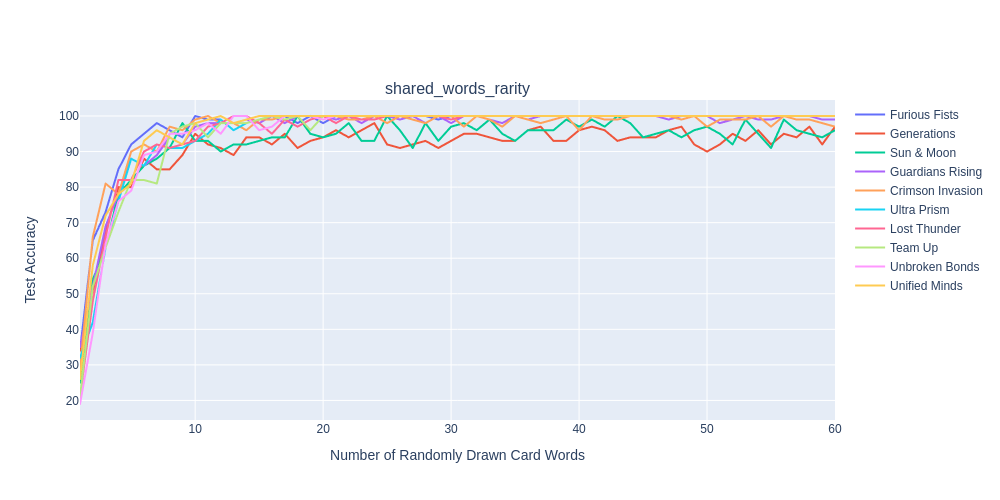 shared_words_rarity
100
90
80
70
60
50
40
30
20
Test Accuracy
10
20
30
40
50
60
Number of Randomly Drawn Card Words
Furious Fists
Generations
Sun & Moon
Guardians Rising
Crimson Invasion
Ultra Prism
Lost Thunder
Team Up
Unbroken Bonds
Unified Minds